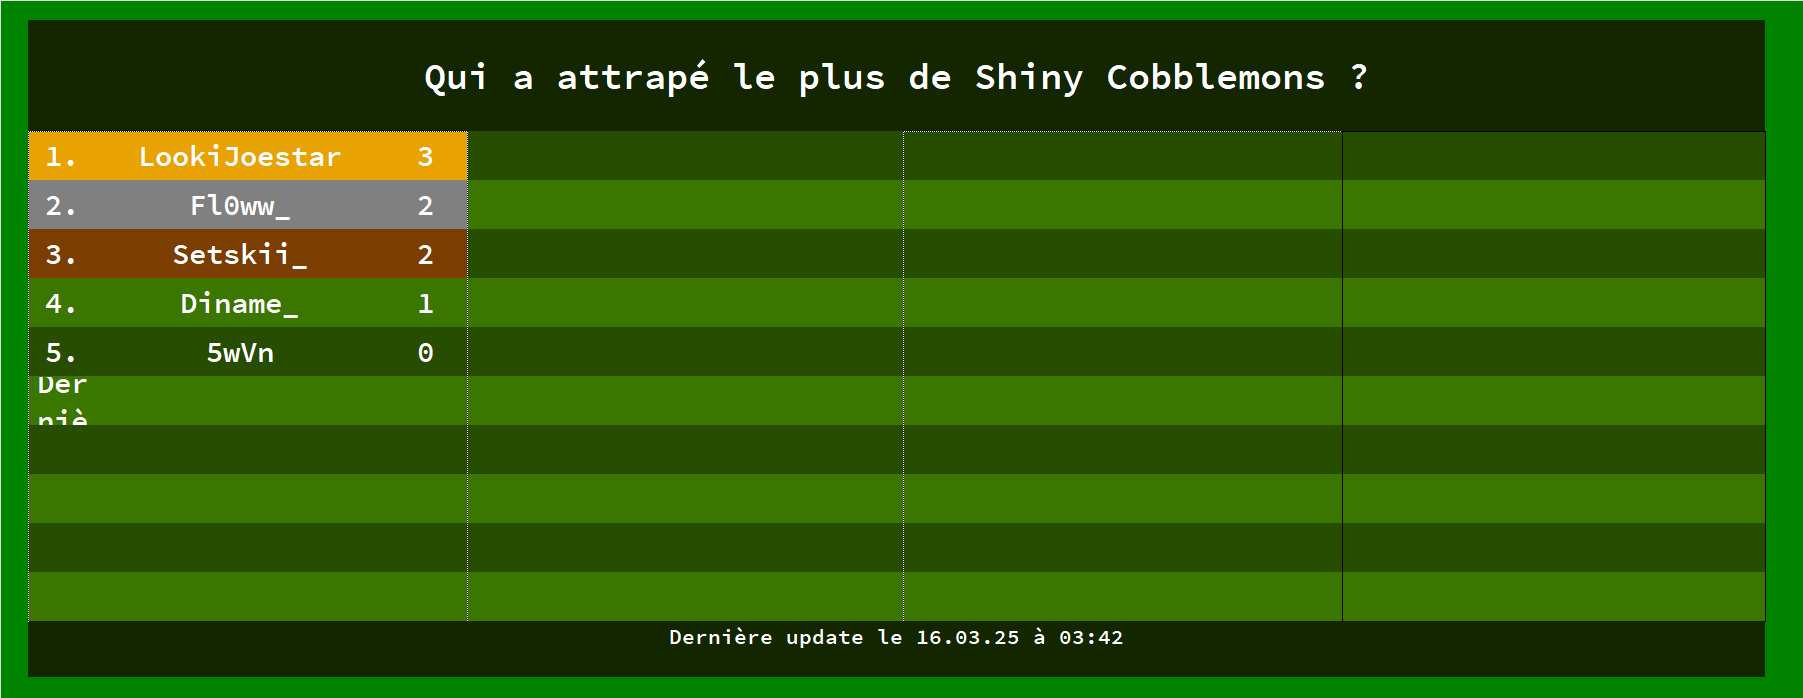 Qui a attrapé le plus de Shiny Cobblemons ?
1. LookiJoestar 3
2. Fl0ww_ 2
3. Setskii_ 2
4. Diname_ 1
5. 5wVn 0
Der
niè
Dernière update le 16.03.25 à 03:42